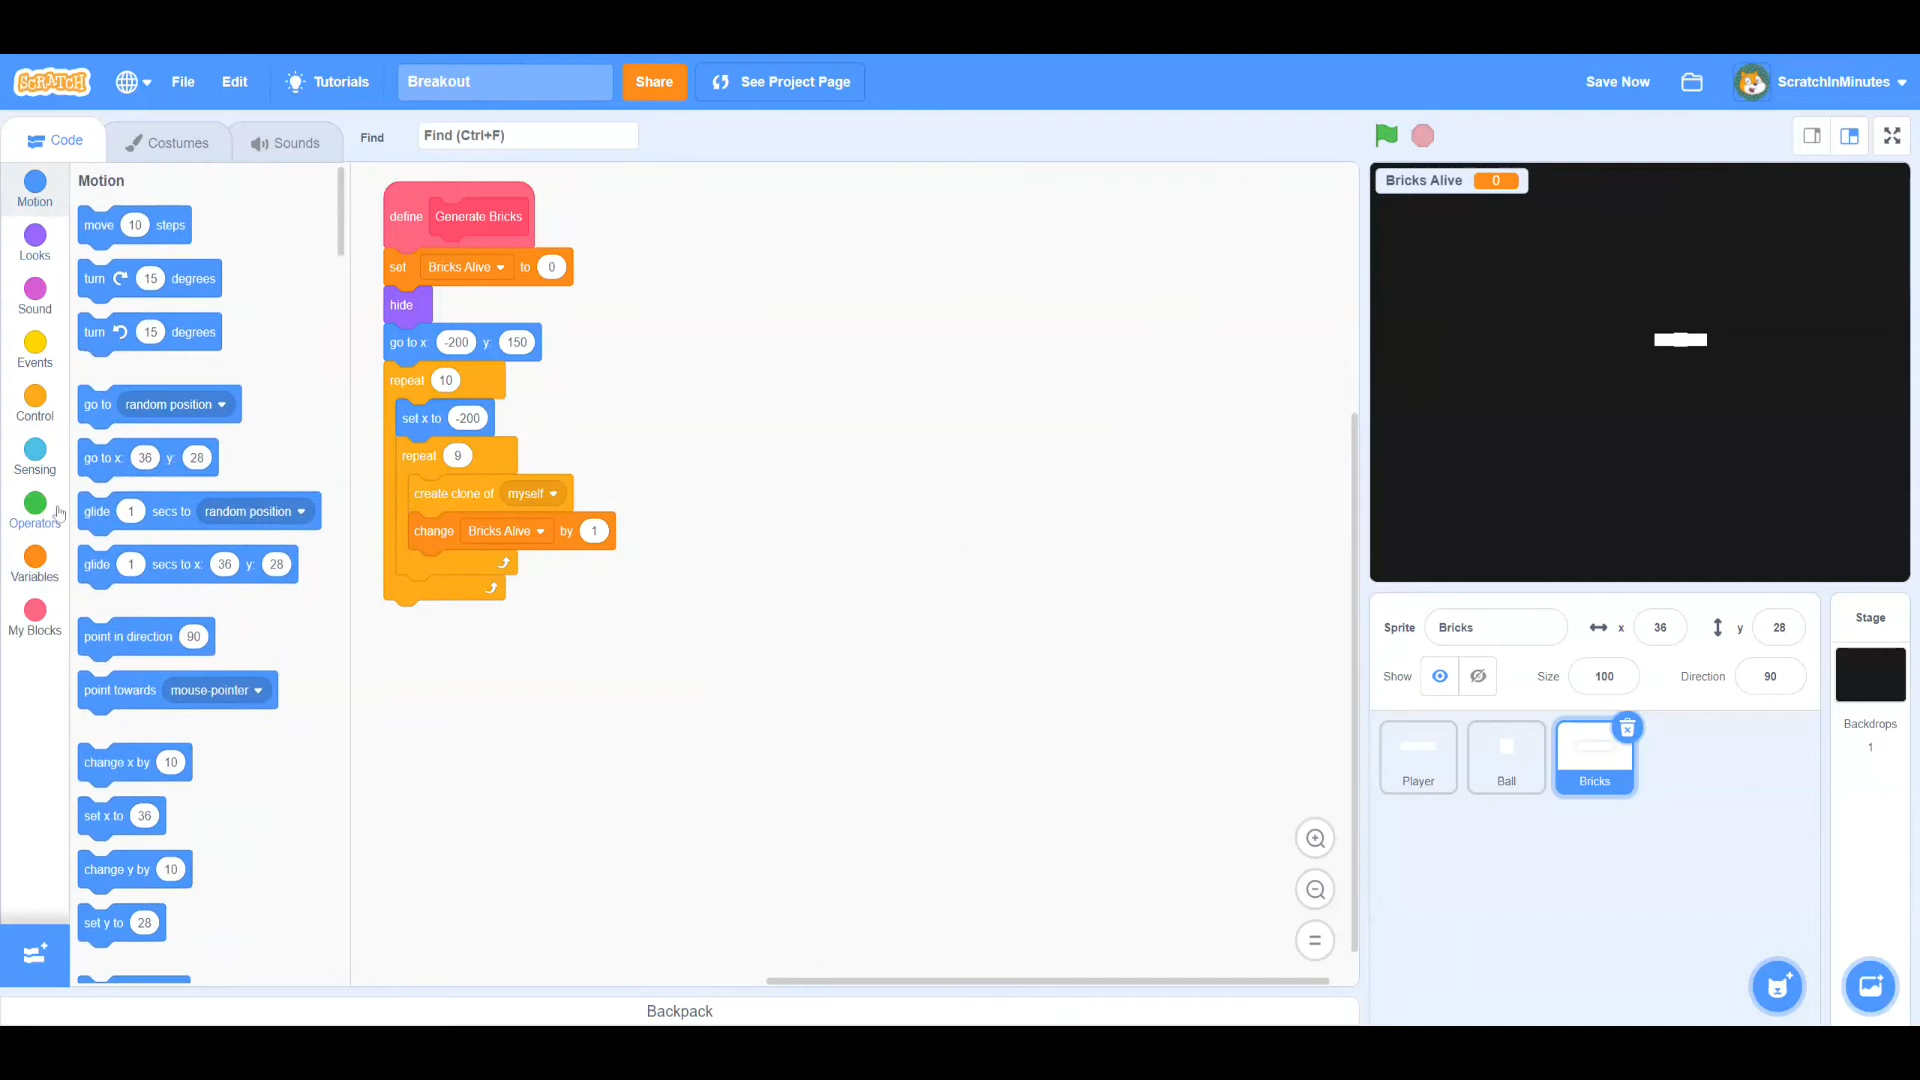 SCRATCH File Edit Tutorials Breakout Share See Project Page Save Now ScratchInMinutes
Code Costumes Sounds Find Find (Ctrl+F)
Motion
Looks
Sound
Events
Control
Sensing
Operators
Variables
My Blocks
Motion
move 10 steps
turn 15 degrees
turn 15 degrees
go to random position
go to x: 36 y: 28
glide 1 secs to random position
glide 1 secs to x: 36 y: 28
point in direction 90
point towards mouse-pointer
change x by 10
set x to 36
change y by 10
set y to 28
define Generate Bricks
set Bricks Alive to 0
hide
go to x: -200 y: 150
repeat 10
set x to -200
repeat 9
create clone of myself
change Bricks Alive by 1
Bricks Alive 0
Sprite Bricks x 36 y 28
Show Size 100 Direction 90
Player Ball Bricks
Stage
Backdrops
1
Backpack